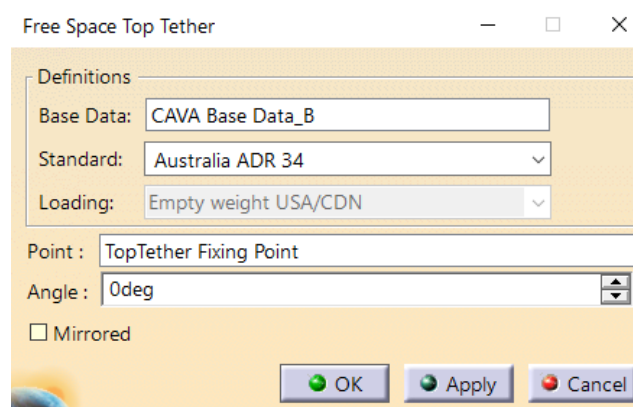 Free Space Top Tether
Definitions
Base Data: CAVA Base Data_B
Standard: Australia ADR 34
Loading: Empty weight USA/CDN
Point : TopTether Fixing Point
Angle : 0deg
Mirrored
OK Apply Cancel